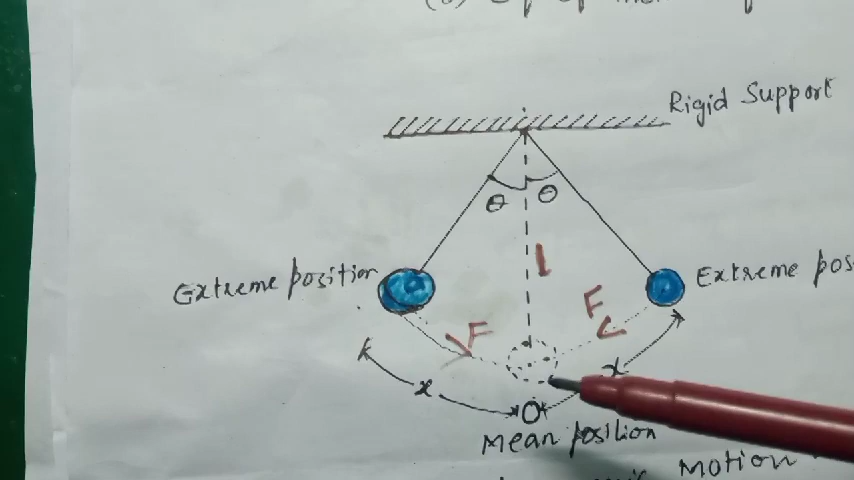 Rigid Support
θ θ
l
Extreme position
Extreme pos
F
F
x
x
O
Mean position
Motion